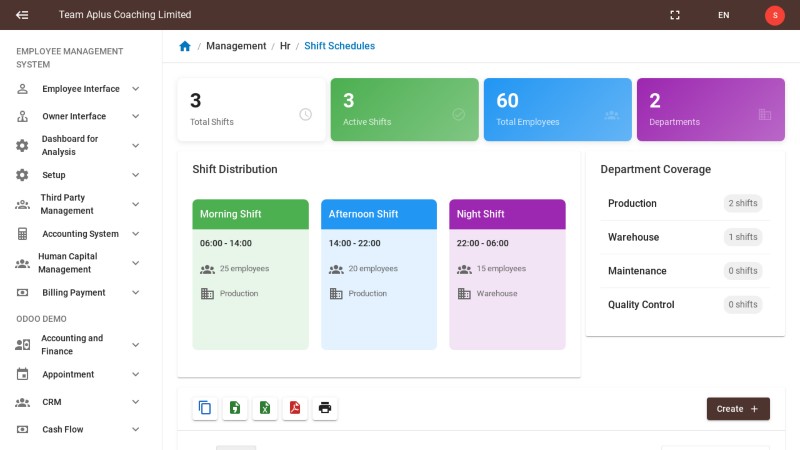 Team Aplus Coaching Limited
EN
S
EMPLOYEE MANAGEMENT
SYSTEM
Employee Interface
Owner Interface
Dashboard for
Analysis
Setup
Third Party
Management
Accounting System
Human Capital
Management
Billing Payment
ODOO DEMO
Accounting and
Finance
Appointment
CRM
Cash Flow
/ Management / Hr / Shift Schedules
3
Total Shifts
3
Active Shifts
60
Total Employees
2
Departments
Shift Distribution
Morning Shift
06:00 - 14:00
25 employees
Production
Afternoon Shift
14:00 - 22:00
20 employees
Production
Night Shift
22:00 - 06:00
15 employees
Warehouse
Department Coverage
Production 2 shifts
Warehouse 1 shifts
Maintenance 0 shifts
Quality Control 0 shifts
Create +